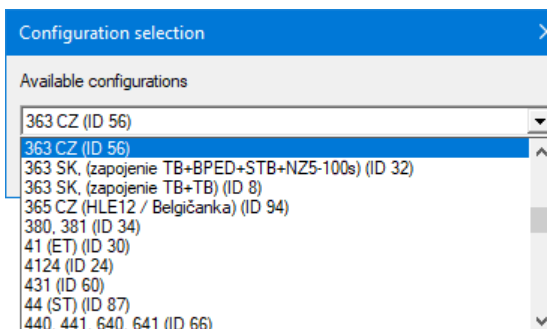 Configuration selection
Available configurations
363 CZ (ID 56)
363 CZ (ID 56)
363 SK, (zapojenie TB+BPED+STB+NZ5-100s) (ID 32)
363 SK, (zapojenie TB+TB) (ID 8)
365 CZ (HLE12 / Belgičanka) (ID 94)
380, 381 (ID 34)
41 (ET) (ID 30)
4124 (ID 24)
431 (ID 60)
44 (ST) (ID 87)
440, 441, 640, 641 (ID 66)